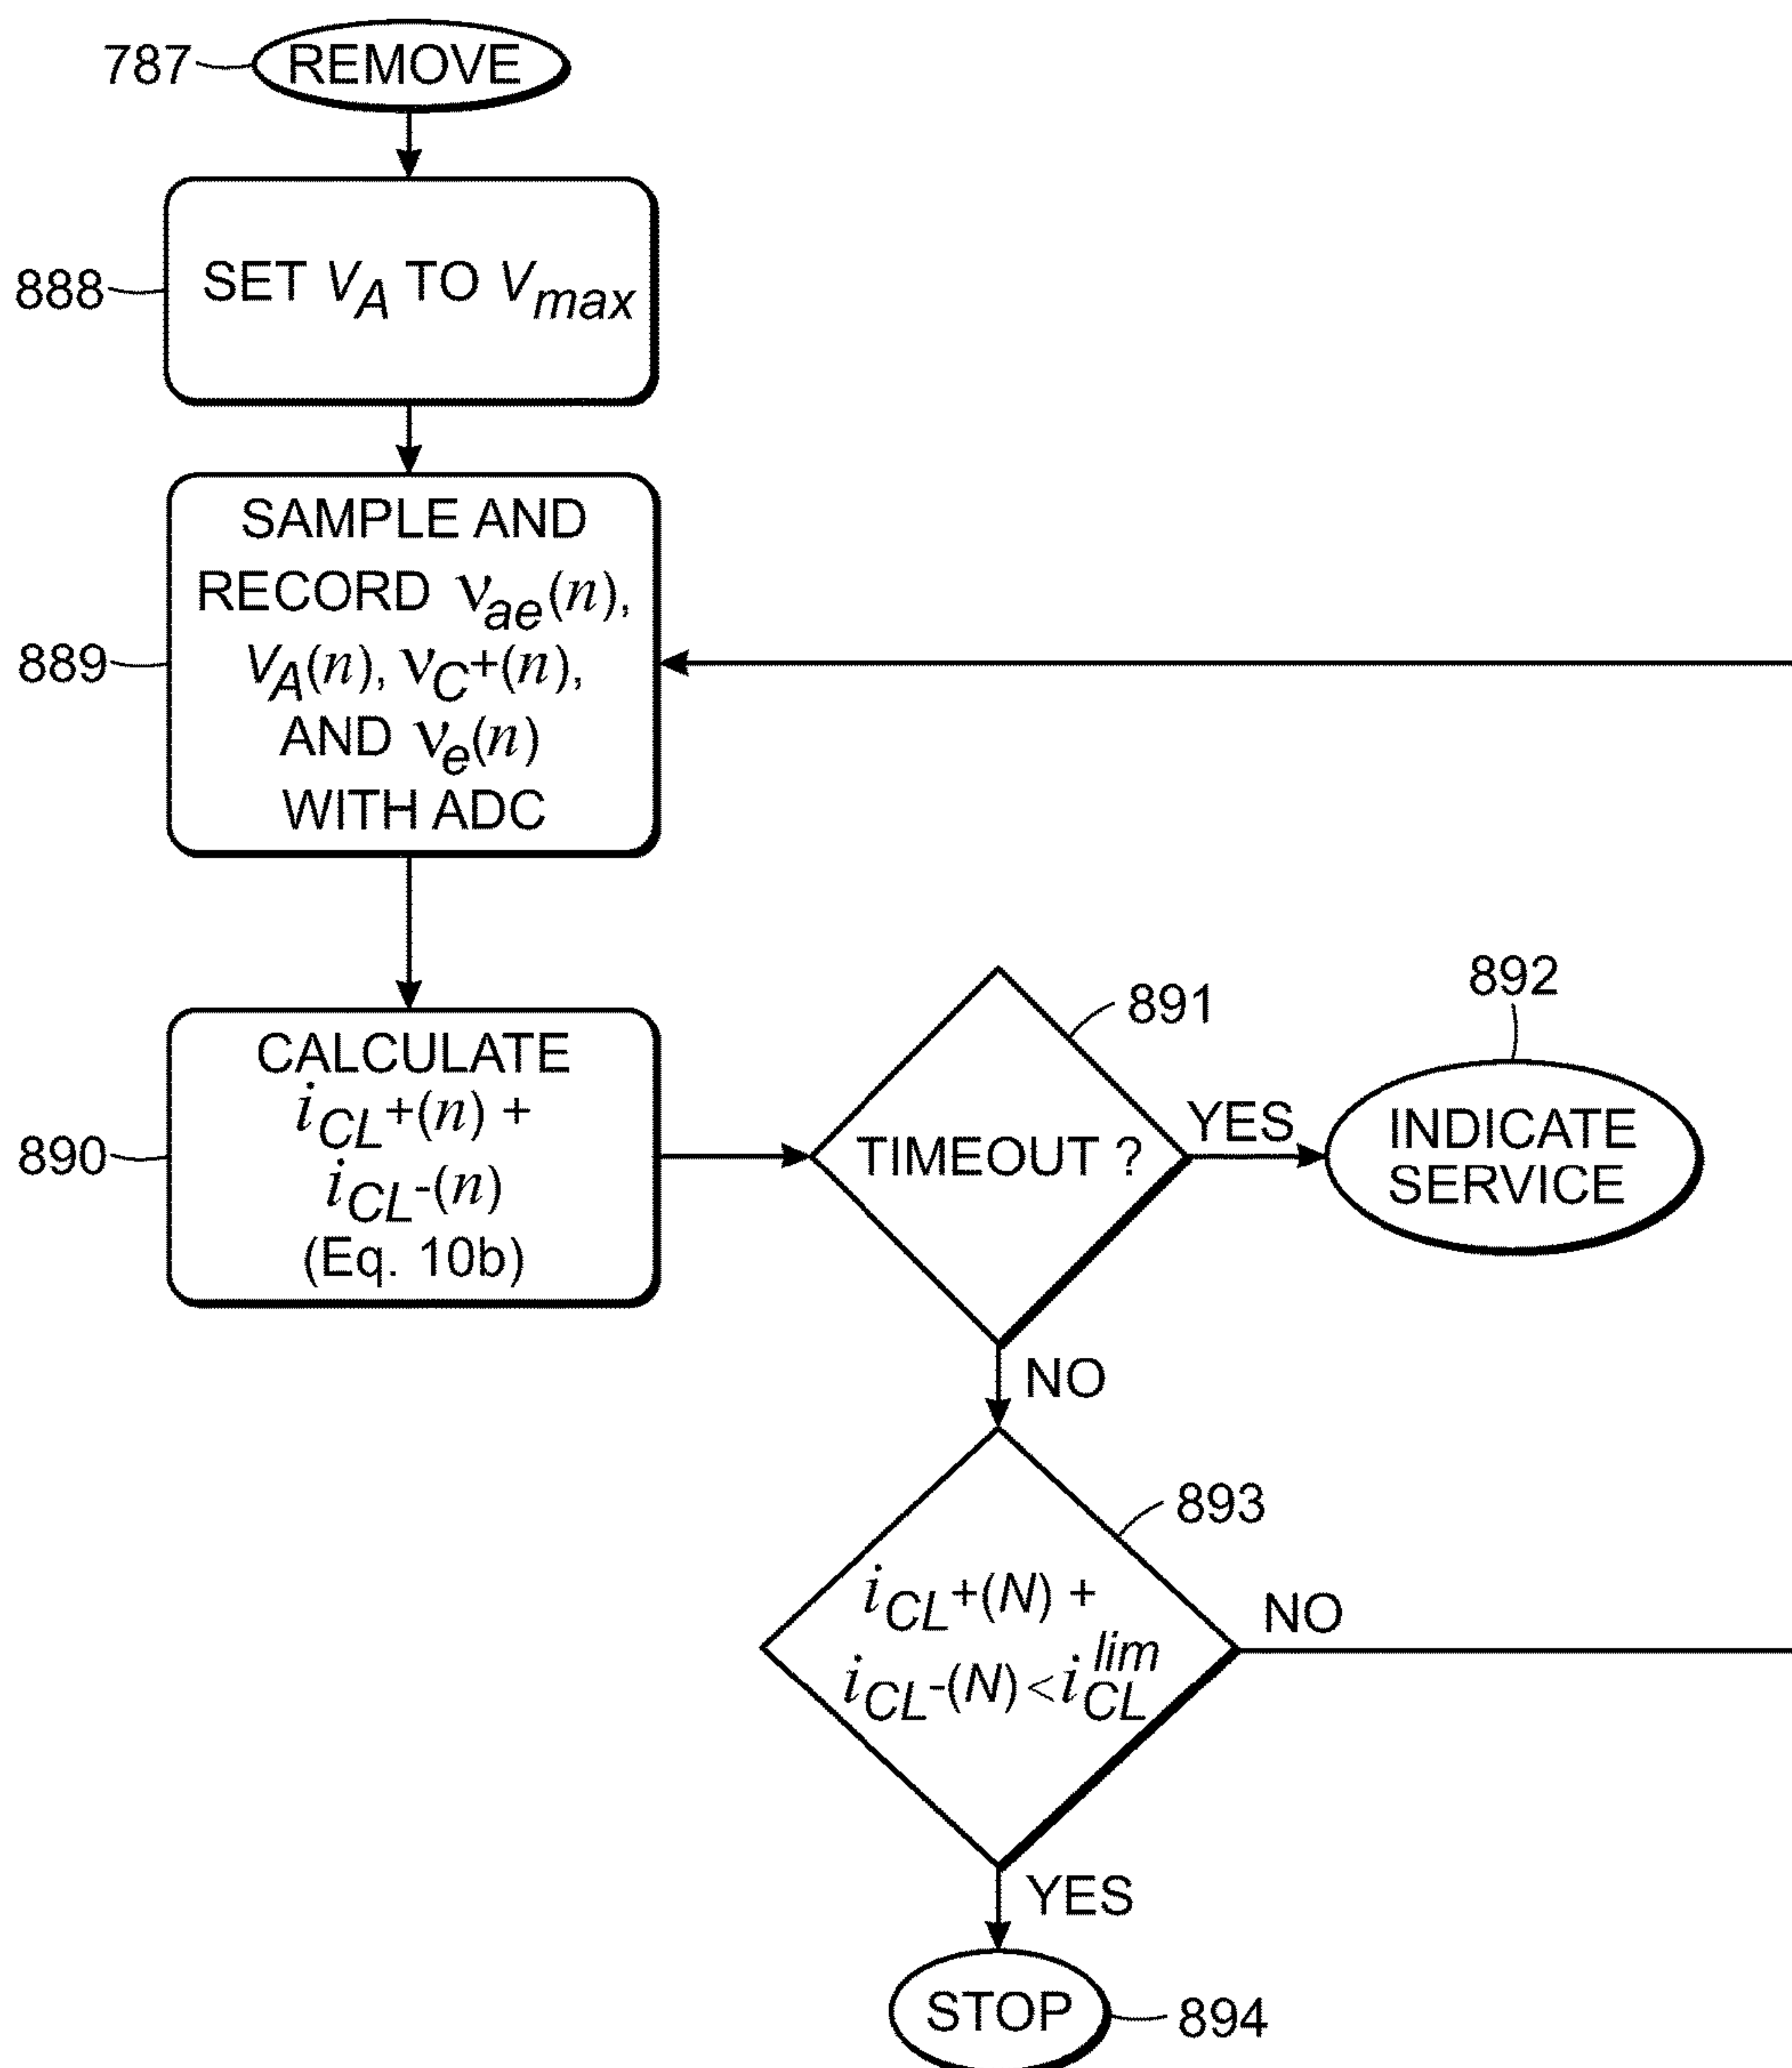 787
REMOVE
888
SET V_A TO V_max
889
SAMPLE AND
RECORD v_ae(n),
V_A(n), v_C+(n),
AND v_e(n)
WITH ADC
890
CALCULATE
i_CL+(n) +
i_CL-(n)
(Eq. 10b)
891
TIMEOUT ?
YES
892
INDICATE
SERVICE
NO
893
i_CL+(N) +
i_CL-(N) < i_CL^lim
NO
YES
STOP
894